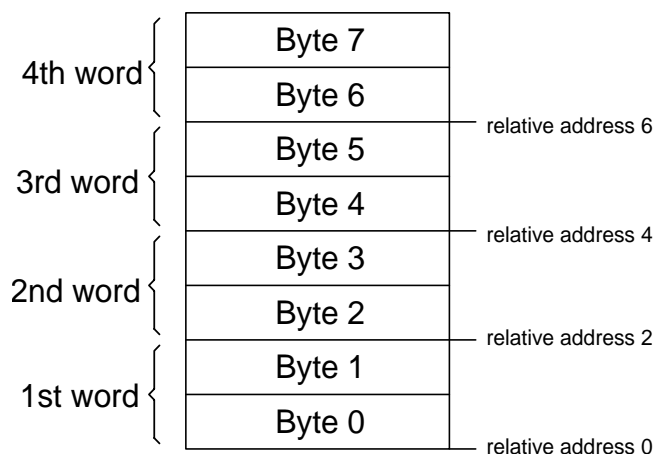 Byte 7
4th word
Byte 6
relative address 6
Byte 5
3rd word
Byte 4
relative address 4
Byte 3
2nd word
Byte 2
relative address 2
Byte 1
1st word
Byte 0
relative address 0